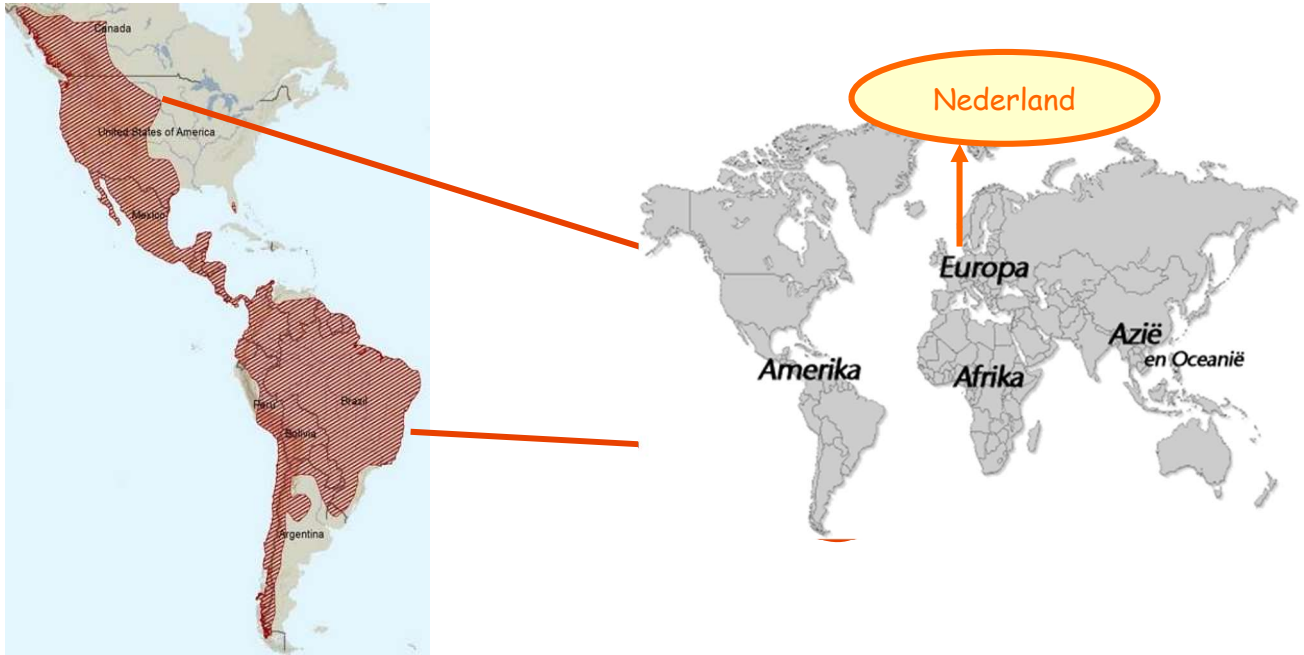 Canada
United States of America
Mexico
Peru
Brazil
Bolivia
Argentina
Nederland
Europa
Azië
en Oceanië
Amerika
Afrika